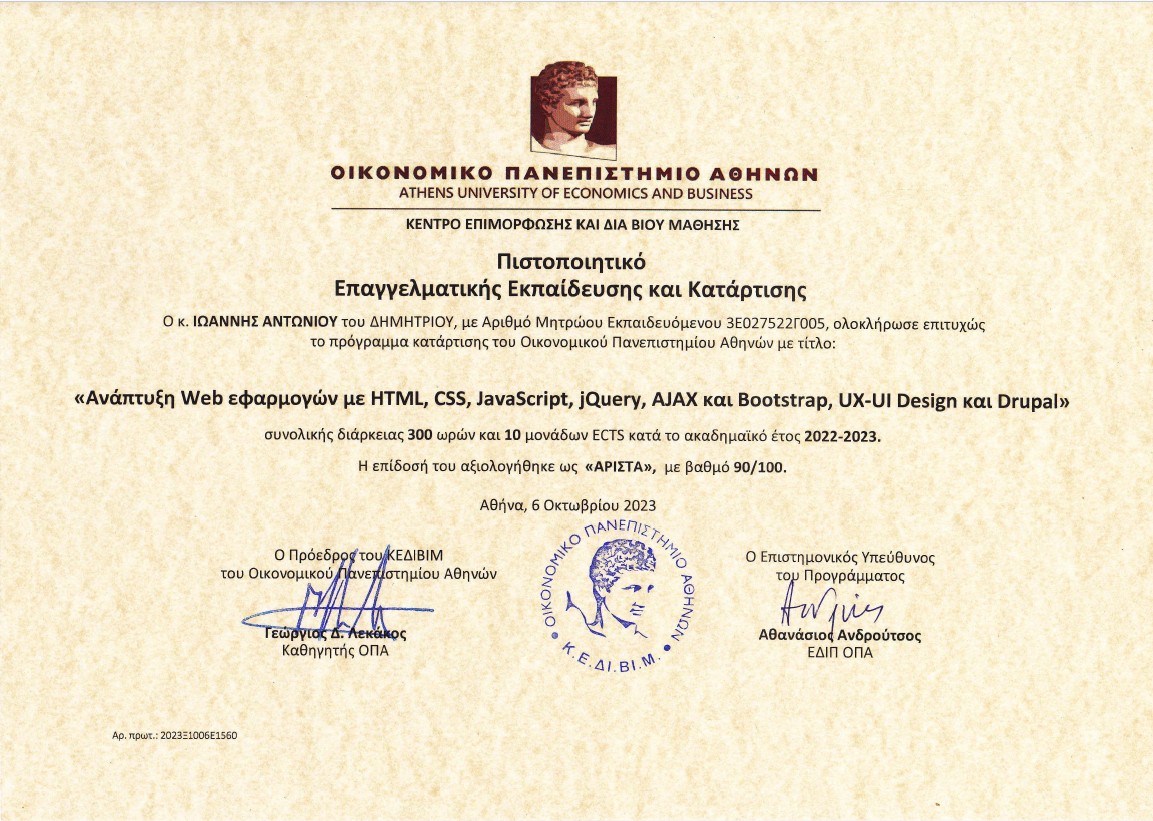 ΟΙΚΟΝΟΜΙΚΟ ΠΑΝΕΠΙΣΤΗΜΙΟ ΑΘΗΝΩΝ
ATHENS UNIVERSITY OF ECONOMICS AND BUSINESS
ΚΕΝΤΡΟ ΕΠΙΜΟΡΦΩΣΗΣ ΚΑΙ ΔΙΑ ΒΙΟΥ ΜΑΘΗΣΗΣ
Πιστοποιητικό
Επαγγελματικής Εκπαίδευσης και Κατάρτισης
Ο κ. ΙΩΑΝΝΗΣ ΑΝΤΩΝΙΟΥ του ΔΗΜΗΤΡΙΟΥ, με Αριθμό Μητρώου Εκπαιδευόμενου 3Ε027522Γ005, ολοκλήρωσε επιτυχώς
το πρόγραμμα κατάρτισης του Οικονομικού Πανεπιστημίου Αθηνών με τίτλο:
«Ανάπτυξη Web εφαρμογών με HTML, CSS, JavaScript, jQuery, AJAX και Bootstrap, UX-UI Design και Drupal»
συνολικής διάρκειας 300 ωρών και 10 μονάδων ECTS κατά το ακαδημαϊκό έτος 2022-2023.
Η επίδοσή του αξιολογήθηκε ως «ΑΡΙΣΤΑ», με βαθμό 90/100.
Αθήνα, 6 Οκτωβρίου 2023
Ο Πρόεδρος του ΚΕΔΙΒΙΜ
του Οικονομικού Πανεπιστημίου Αθηνών
Γεώργιος Δ. Λεκάκος
Καθηγητής ΟΠΑ
ΟΙΚΟΝΟΜΙΚΟ ΠΑΝΕΠΙΣΤΗΜΙΟ ΑΘΗΝΩΝ
Κ.Ε.ΔΙ.ΒΙ.Μ.
Ο Επιστημονικός Υπεύθυνος
του Προγράμματος
Αθανάσιος Ανδρούτσος
ΕΔΙΠ ΟΠΑ
Αρ. πρωτ.: 2023Ξ1006Ε1560